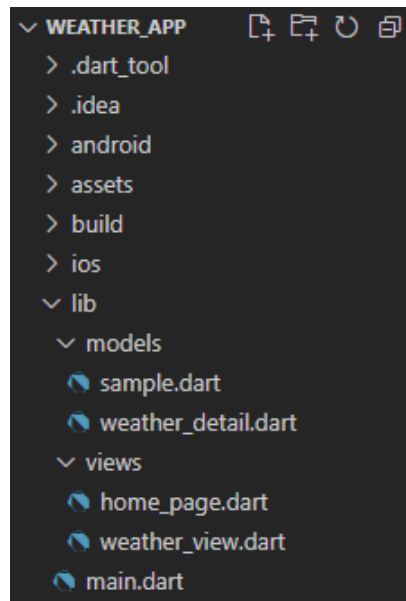 WEATHER_APP
.dart_tool
.idea
android
assets
build
ios
lib
models
sample.dart
weather_detail.dart
views
home_page.dart
weather_view.dart
main.dart